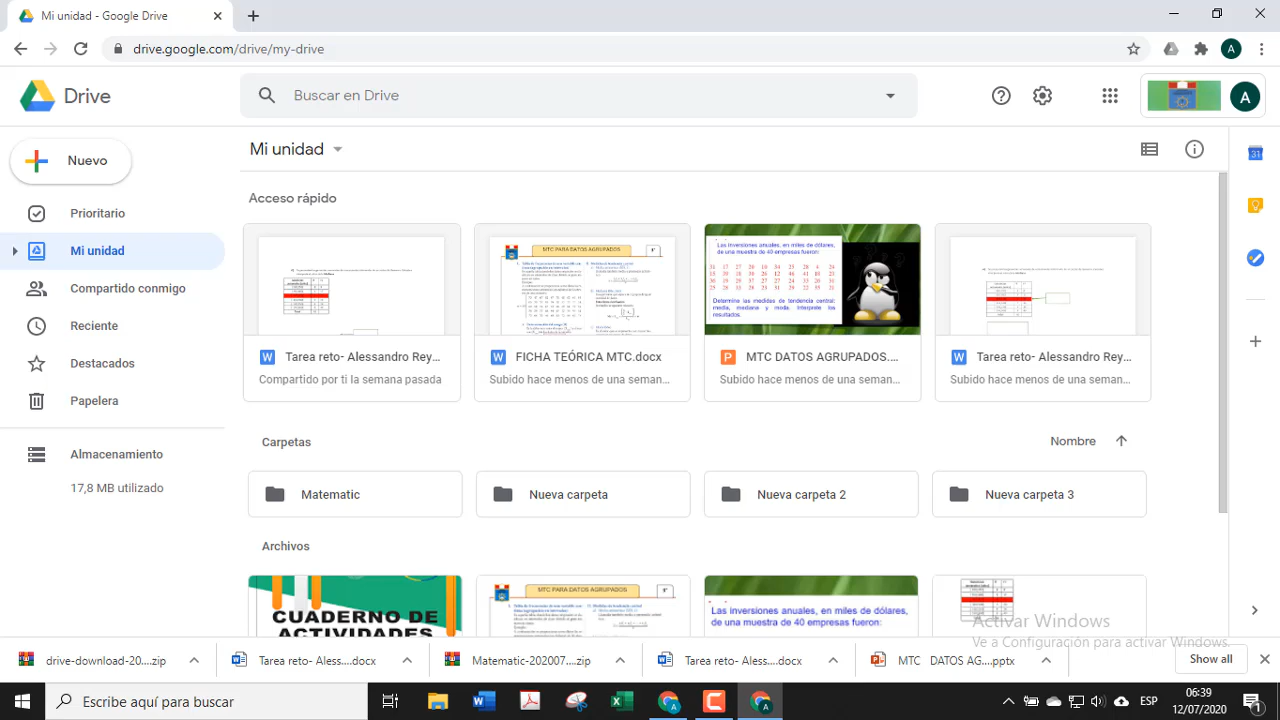 Mi unidad - Google Drive
drive.google.com/drive/my-drive
A
Drive
Buscar en Drive
A
Nuevo
Mi unidad
31
Prioritario
Mi unidad
Compartido conmigo
Reciente
Destacados
Papelera
Almacenamiento
17,8 MB utilizado
Acceso rápido
MTC PARA DATOS AGRUPADOS
Las inversiones anuales, en miles de dólares,
de una muestra de 40 empresas fueron:
Determine las medidas de tendencia central:
media, mediana y moda. Interprete los
resultados.
W Tarea reto- Alessandro Rey...
Compartido por ti la semana pasada
W FICHA TEÓRICA MTC.docx
Subido hace menos de una seman...
P MTC DATOS AGRUPADOS....
Subido hace menos de una seman...
W Tarea reto- Alessandro Rey...
Subido hace menos de una seman...
Carpetas
Nombre
Matematic
Nueva carpeta
Nueva carpeta 2
Nueva carpeta 3
Archivos
CUADERNO DE
ACTIVIDADES
MTC PARA DATOS AGRUPADOS
Las inversiones anuales, en miles de dólares,
de una muestra de 40 empresas fueron:
Activar Windows
Ve a Configuración para activar Windows.
drive-download-20....zip
Tarea reto- Aless....docx
Matematic-202007....zip
Tarea reto- Aless....docx
MTC DATOS AG....pptx
Show all
Escribe aquí para buscar
ESP
06:39
12/07/2020
1